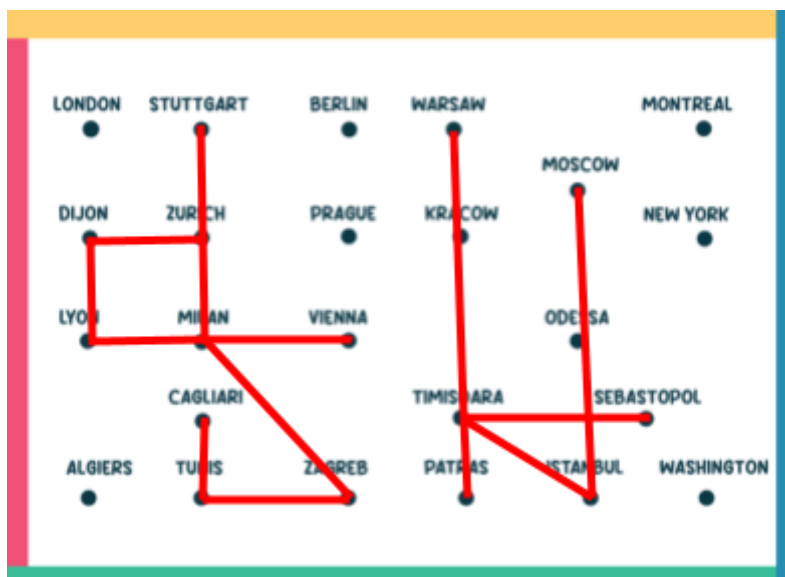 LONDON STUTTGART BERLIN WARSAW MONTREAL
MOSCOW
DIJON ZURICH PRAGUE KRACOW NEW YORK
LYON MILAN VIENNA ODESSA
CAGLIARI TIMISOARA SEBASTOPOL
ALGIERS TUNIS ZAGREB PATRAS ISTANBUL WASHINGTON